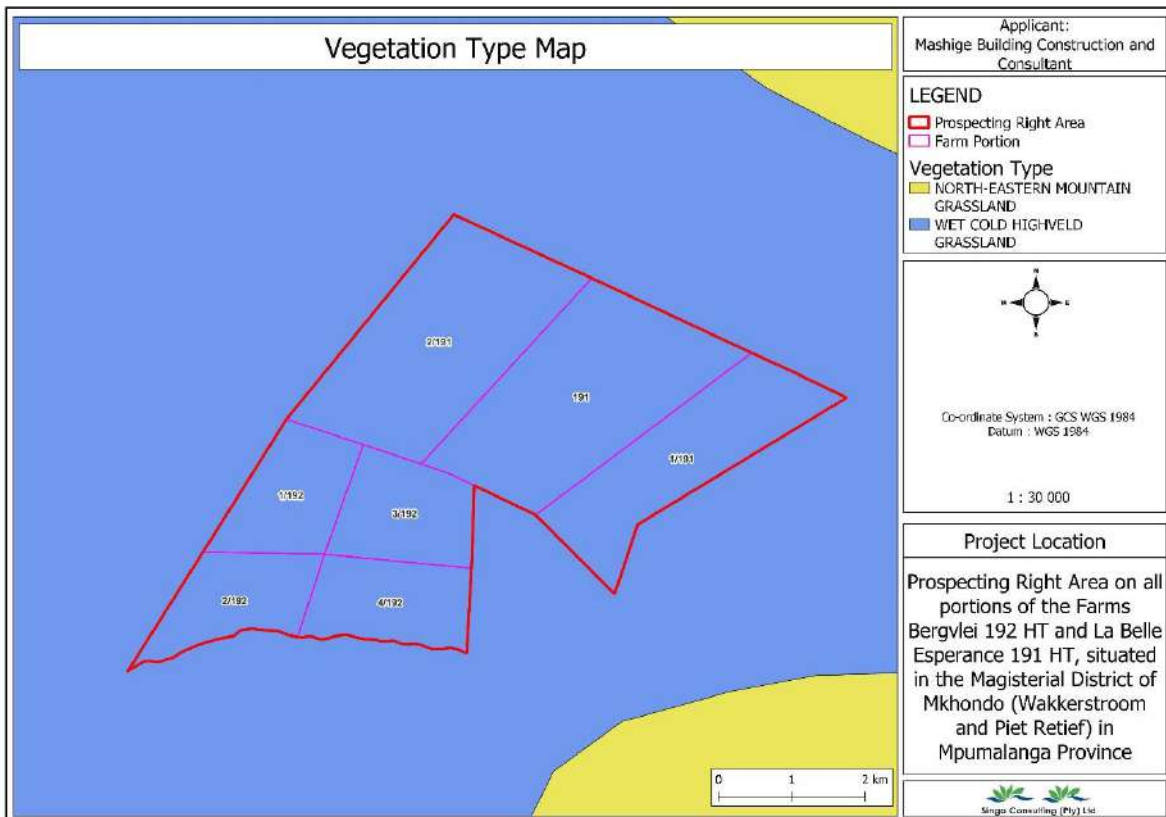 Vegetation Type Map
2/191
191
1/191
1/192
3/192
2/192
4/192
0 1 2 km
Applicant:
Mashige Building Construction and
Consultant
LEGEND
Prospecting Right Area
Farm Portion
Vegetation Type
NORTH-EASTERN MOUNTAIN
GRASSLAND
WET COLD HIGHVELD
GRASSLAND
N
W E
S
Co-ordinate System : GCS WGS 1984
Datum : WGS 1984
1 : 30 000
Project Location
Prospecting Right Area on all
portions of the Farms
Bergvlei 192 HT and La Belle
Esperance 191 HT, situated
in the Magisterial District of
Mkhondo (Wakkerstroom
and Piet Retief) in
Mpumalanga Province
Singo Consulting (Pty) Ltd